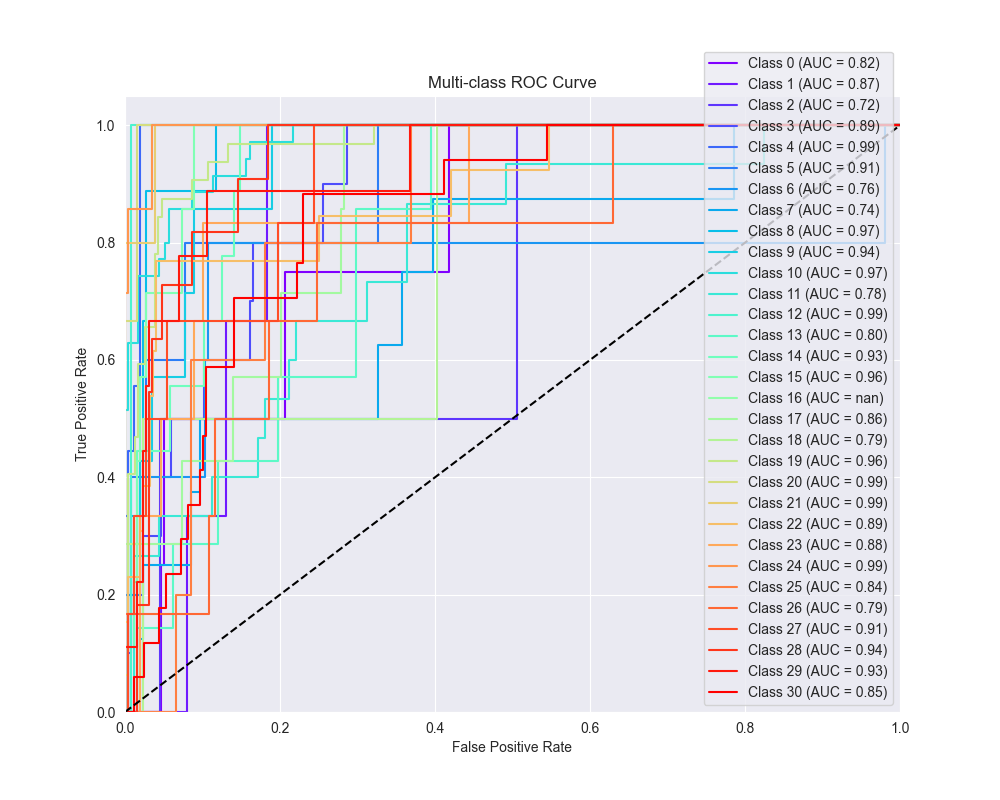 Multi-class ROC Curve
True Positive Rate
1.0
0.8
0.6
0.4
0.2
0.0
0.0 0.2 0.4 0.6 0.8 1.0
False Positive Rate
Class 0 (AUC = 0.82)
Class 1 (AUC = 0.87)
Class 2 (AUC = 0.72)
Class 3 (AUC = 0.89)
Class 4 (AUC = 0.99)
Class 5 (AUC = 0.91)
Class 6 (AUC = 0.76)
Class 7 (AUC = 0.74)
Class 8 (AUC = 0.97)
Class 9 (AUC = 0.94)
Class 10 (AUC = 0.97)
Class 11 (AUC = 0.78)
Class 12 (AUC = 0.99)
Class 13 (AUC = 0.80)
Class 14 (AUC = 0.93)
Class 15 (AUC = 0.96)
Class 16 (AUC = nan)
Class 17 (AUC = 0.86)
Class 18 (AUC = 0.79)
Class 19 (AUC = 0.96)
Class 20 (AUC = 0.99)
Class 21 (AUC = 0.99)
Class 22 (AUC = 0.89)
Class 23 (AUC = 0.88)
Class 24 (AUC = 0.99)
Class 25 (AUC = 0.84)
Class 26 (AUC = 0.79)
Class 27 (AUC = 0.91)
Class 28 (AUC = 0.94)
Class 29 (AUC = 0.93)
Class 30 (AUC = 0.85)